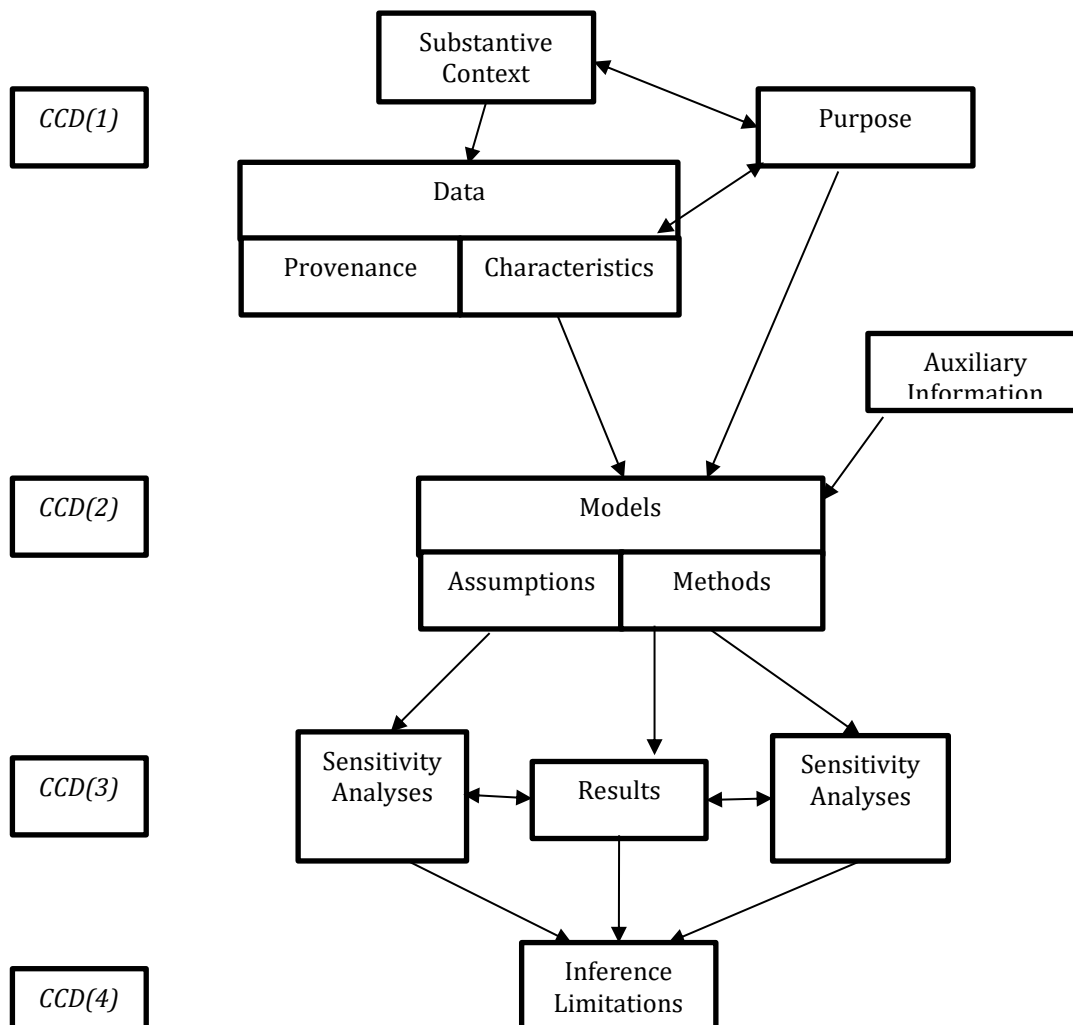 Substantive
Context
CCD(1)
Purpose
Data
Provenance
Characteristics
Auxiliary
Information
CCD(2)
Models
Assumptions
Methods
Sensitivity
Analyses
CCD(3)
Results
Sensitivity
Analyses
Inference
Limitations
CCD(4)